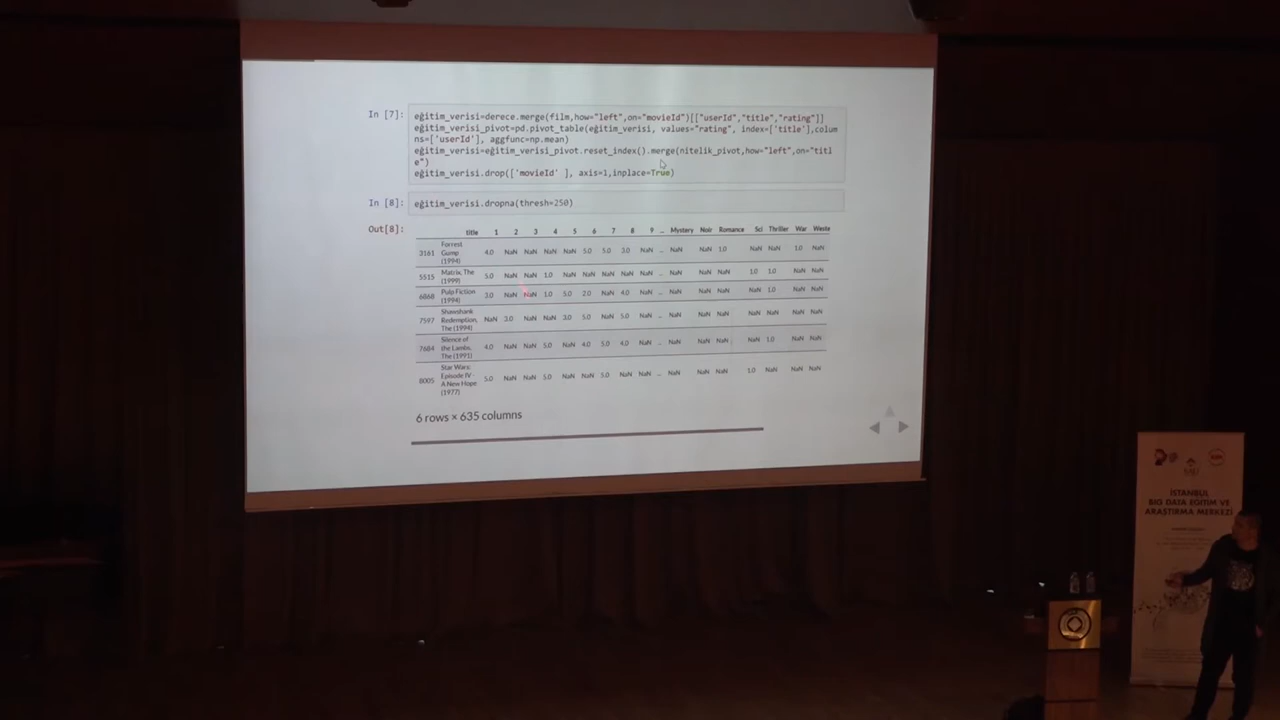 In [7]:
eğitim_verisi=derece.merge(film,how="left",on="movieId")[["userId","title","rating"]]
eğitim_verisi_pivot=pd.pivot_table(eğitim_verisi, values="rating", index=['title'],colum
ns=['userId'], aggfunc=np.mean)
eğitim_verisi=eğitim_verisi_pivot.reset_index().merge(nitelik_pivot,how="left",on="titl
e")
eğitim_verisi.drop(['movieId' ], axis=1,inplace=True)
In [8]:
eğitim_verisi.dropna(thresh=250)
Out[8]:
title 1 2 3 4 5 6 7 8 9 ... Mystery Noir Romance Sci Thriller War Weste
3161 Forrest Gump (1994) 4.0 NaN NaN NaN NaN 5.0 5.0 3.0 NaN ... NaN NaN 1.0 NaN NaN 1.0 NaN
5515 Matrix, The (1999) 5.0 NaN NaN 1.0 NaN NaN NaN NaN NaN ... NaN NaN NaN 1.0 1.0 NaN NaN
6868 Pulp Fiction (1994) 3.0 NaN NaN 1.0 5.0 2.0 NaN 4.0 NaN ... NaN NaN NaN NaN 1.0 NaN NaN
7597 Shawshank Redemption, The (1994) NaN 3.0 NaN NaN 3.0 5.0 NaN 5.0 NaN ... NaN NaN NaN NaN NaN NaN NaN
7684 Silence of the Lambs, The (1991) 4.0 NaN NaN 5.0 NaN 4.0 5.0 4.0 NaN ... NaN NaN NaN NaN 1.0 NaN NaN
8005 Star Wars: Episode IV - A New Hope (1977) 5.0 NaN NaN 5.0 NaN NaN 5.0 NaN NaN ... NaN NaN NaN 1.0 NaN NaN NaN
6 rows × 635 columns
İSTANBUL
BIG DATA EĞİTİM VE
ARAŞTIRMA MERKEZİ